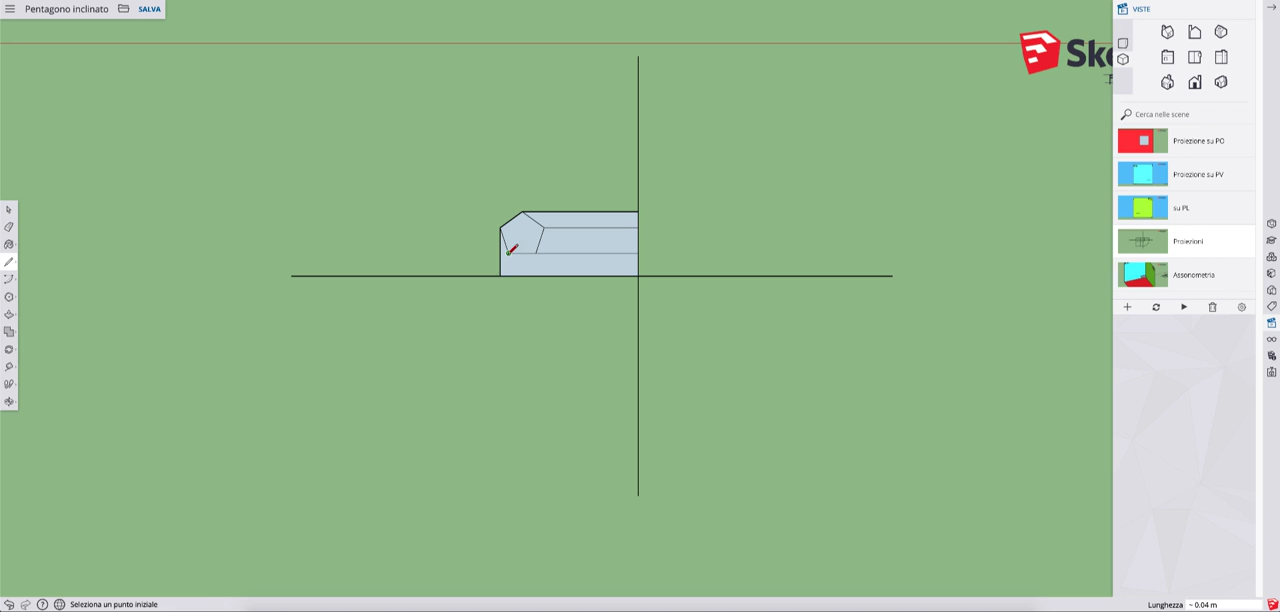 Pentagono inclinato SALVA
Ske
VISTE
Cerca nelle scene
Proiezione su PO
Proiezione su PV
su PL
Proiezioni
Assonometria
Seleziona un punto iniziale
Lunghezza ~ 0.04 m